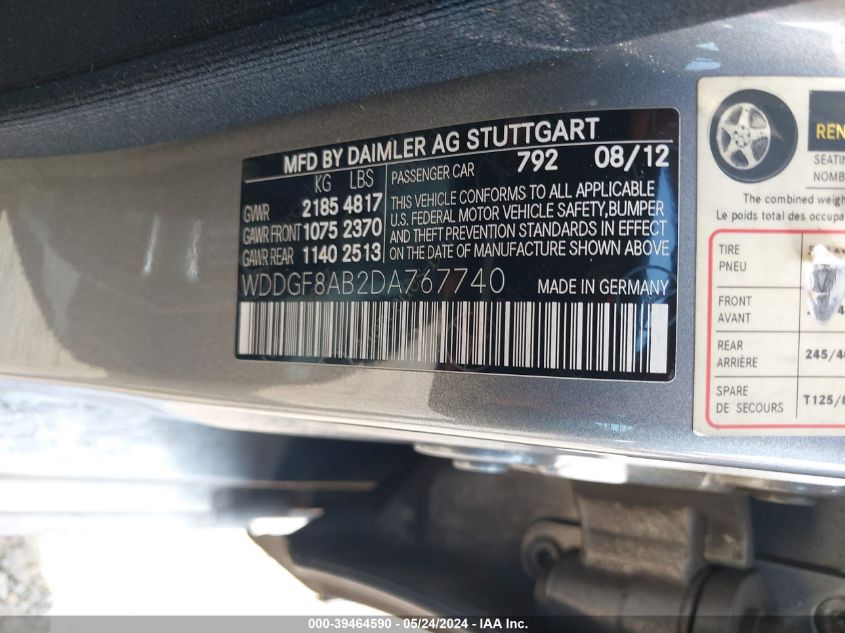 MFD BY DAIMLER AG STUTTGART
KG LBS
GVWR 2185 4817
GAWR FRONT 1075 2370
GAWR REAR 1140 2513
PASSENGER CAR 792 08/12
THIS VEHICLE CONFORMS TO ALL APPLICABLE
U.S. FEDERAL MOTOR VEHICLE SAFETY, BUMPER
AND THEFT PREVENTION STANDARDS IN EFFECT
ON THE DATE OF MANUFACTURE SHOWN ABOVE
WDDGF8AB2DA767740 MADE IN GERMANY
The combined
Le poids total des
TIRE
PNEU
FRONT
AVANT
REAR
ARRIÈRE
SPARE
DE SECOURS
000-39464590 - 05/24/2024 - IAA Inc.